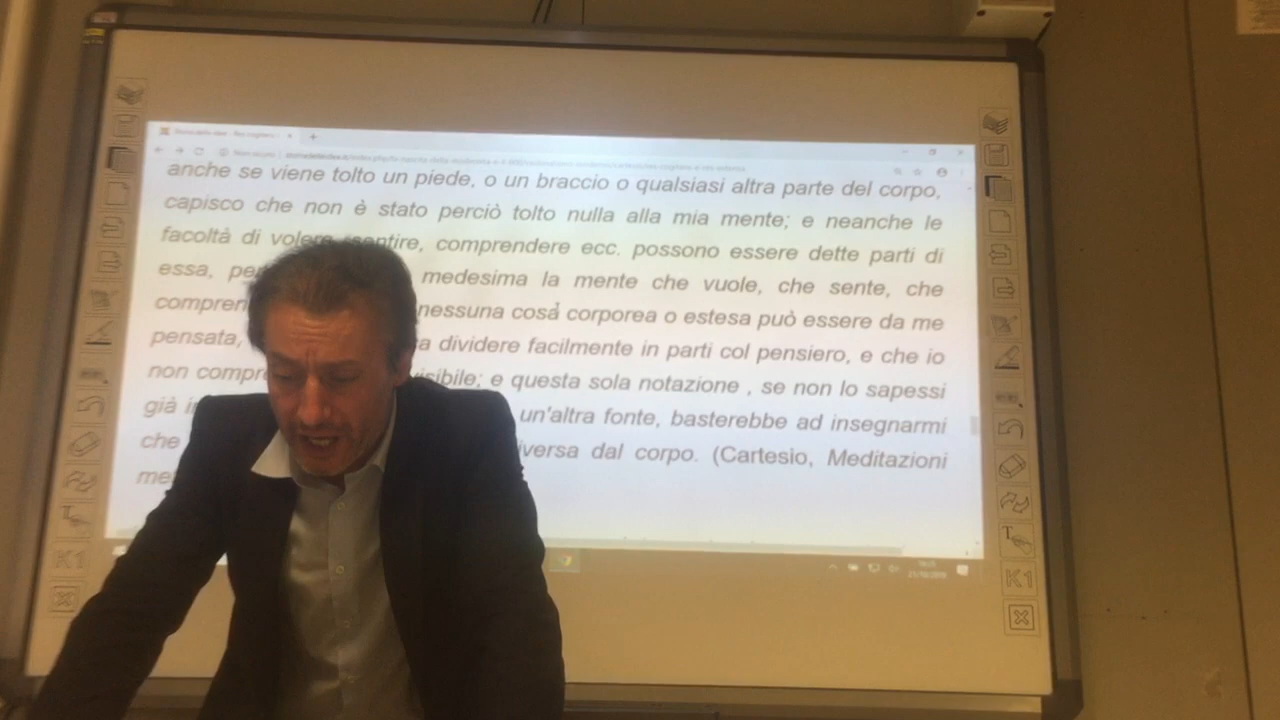 anche se viene tolto un piede, o un braccio o qualsiasi altra parte del corpo,
capisco che non è stato perciò tolto nulla alla mia mente; e neanche le
facoltà di volere, sentire, comprendere ecc. possono essere dette parti di
essa, medesima la mente che vuole, che sente, che
nessuna cosa corporea o estesa può essere da me
pensata, dividere facilmente in parti col pensiero, e che io
non e questa sola notazione , se non lo sapessi
già un'altra fonte, basterebbe ad insegnarmi
che dal corpo. (Cartesio, Meditazioni
T
T
K1
K1